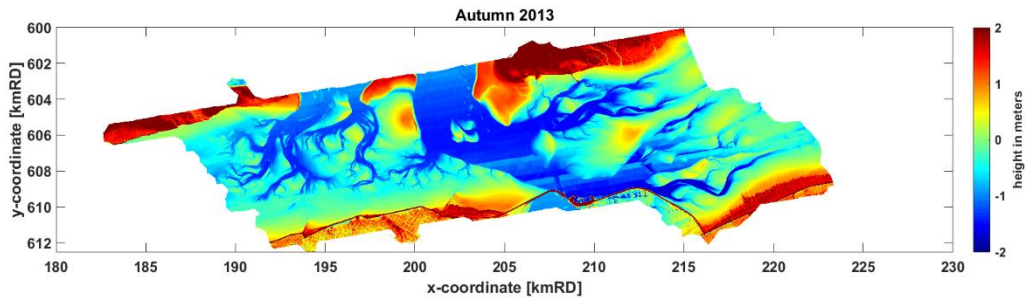 Autumn 2013
600
602
604
606
608
610
612
y-coordinate [kmRD]
180 185 190 195 200 205 210 215 220 225 230
x-coordinate [kmRD]
2
1
0
-1
-2
height in meters